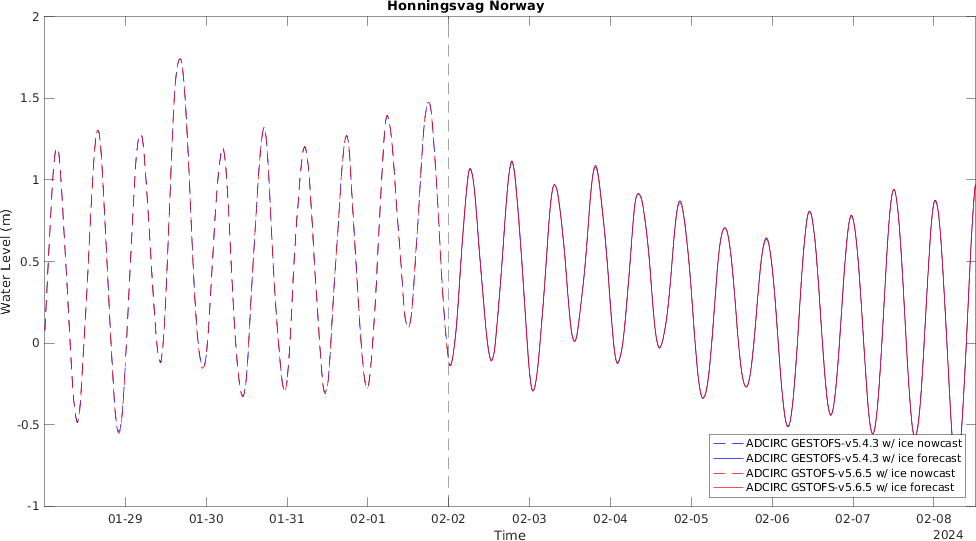 Honningsvag Norway
2
1.5
1
0.5
0
-0.5
-1
Water Level (m)
01-29 01-30 01-31 02-01 02-02 02-03 02-04 02-05 02-06 02-07 02-08
Time
2024
ADCIRC GESTOFS-v5.4.3 w/ ice nowcast
ADCIRC GESTOFS-v5.4.3 w/ ice forecast
ADCIRC GSTOFS-v5.6.5 w/ ice nowcast
ADCIRC GSTOFS-v5.6.5 w/ ice forecast